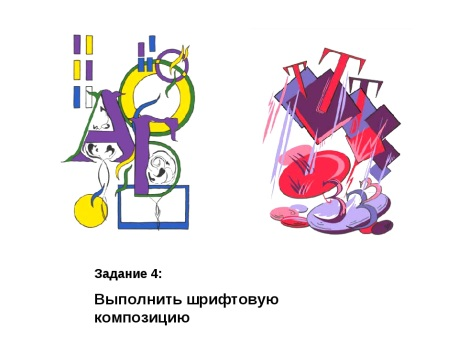 Задание 4:
Выполнить шрифтовую
композицию